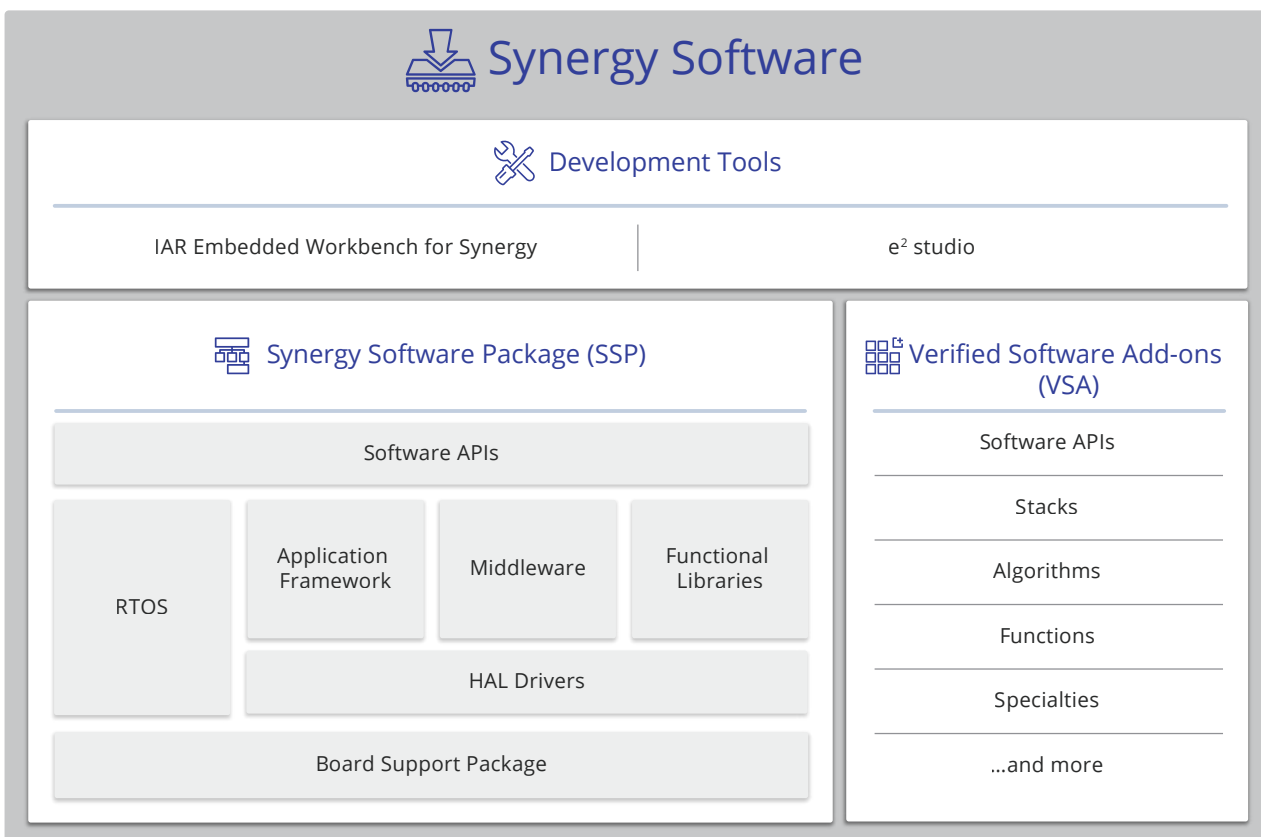 Synergy Software
Development Tools
IAR Embedded Workbench for Synergy
e² studio
Synergy Software Package (SSP)
Software APIs
RTOS
Application
Framework
Middleware
Functional
Libraries
HAL Drivers
Board Support Package
Verified Software Add-ons
(VSA)
Software APIs
Stacks
Algorithms
Functions
Specialties
...and more